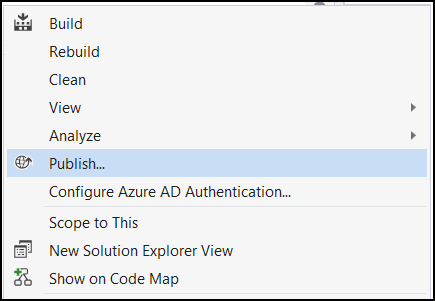 Build
Rebuild
Clean
View
Analyze
Publish...
Configure Azure AD Authentication...
Scope to This
New Solution Explorer View
Show on Code Map